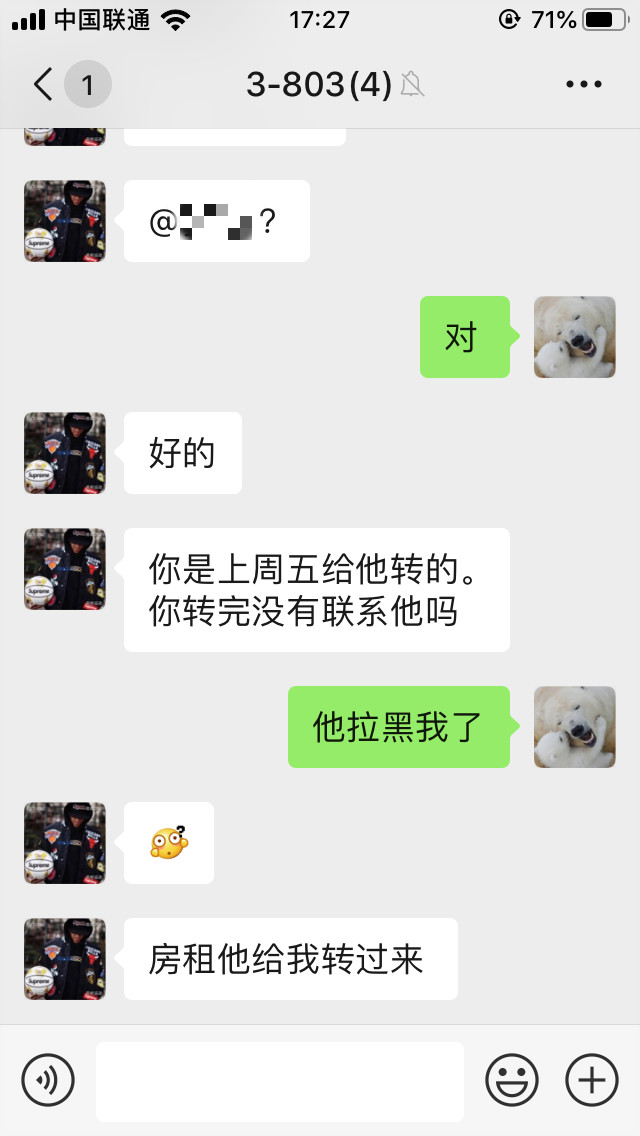 中国联通
17:27
71%
1
3-803(4)
@
?
对
好的
你是上周五给他转的。
你转完没有联系他吗
他拉黑我了
房租他给我转过来